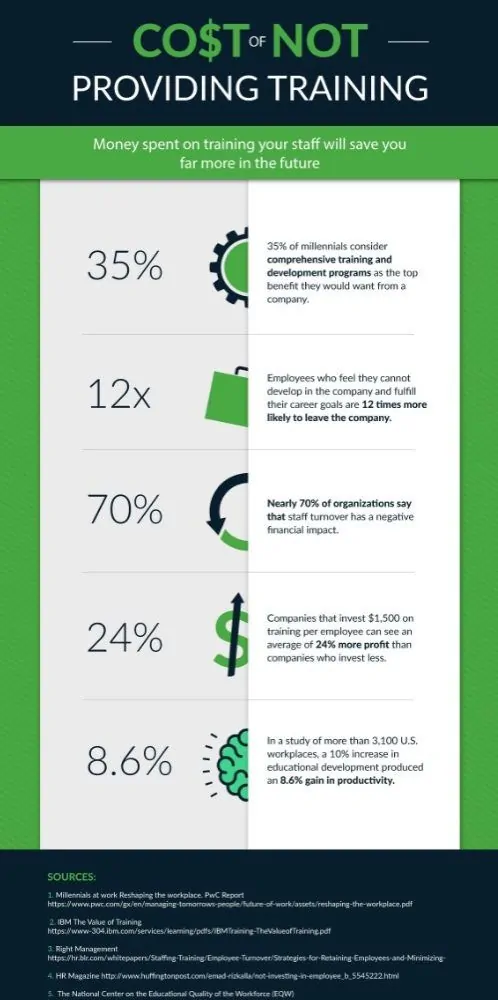 CO$T OF NOT
PROVIDING TRAINING
Money spent on training your staff will save you
far more in the future
35%
35% of millennials consider
comprehensive training and
development programs as the top
benefit they would want from a
company.
12x
Employees who feel they cannot
develop in the company and fulfill
their career goals are 12 times more
likely to leave the company.
70%
Nearly 70% of organizations say
that staff turnover has a negative
financial impact.
24%
Companies that invest $1,500 on
training per employee can see an
average of 24% more profit than
companies who invest less.
8.6%
In a study of more than 3,100 U.S.
workplaces, a 10% increase in
educational development produced
an 8.6% gain in productivity.
SOURCES:
1. Millennials at work Reshaping the workplace. PwC Report
https://www.pwc.com/gx/en/managing-tomorrows-people/future-of-work/assets/reshaping-the-workplace.pdf
2. IBM The Value of Training
https://www-304.ibm.com/services/learning/pdfs/IBMTraining-TheValueofTraining.pdf
3. Right Management
https://hr.blr.com/whitepapers/Staffing-Training/Employee-Turnover/Strategies-for-Retaining-Employees-and-Minimizing-
4. HR Magazine http://www.huffingtonpost.com/emad-rizkalla/not-investing-in-employee_b_5545222.html
5. The National Center on the Educational Quality of the Workforce (EQW)